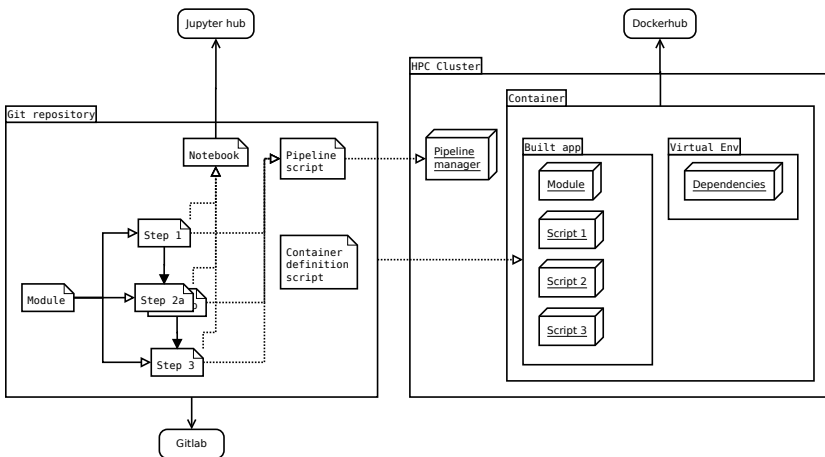 Jupyter hub
Dockerhub
HPC Cluster
Container
Git repository
Notebook
Pipeline
script
Pipeline
manager
Built app
Virtual Env
Module
Dependencies
Step 1
Script 1
Container
definition
script
Module
Step 2a
Script 2
Script 3
Step 3
Gitlab